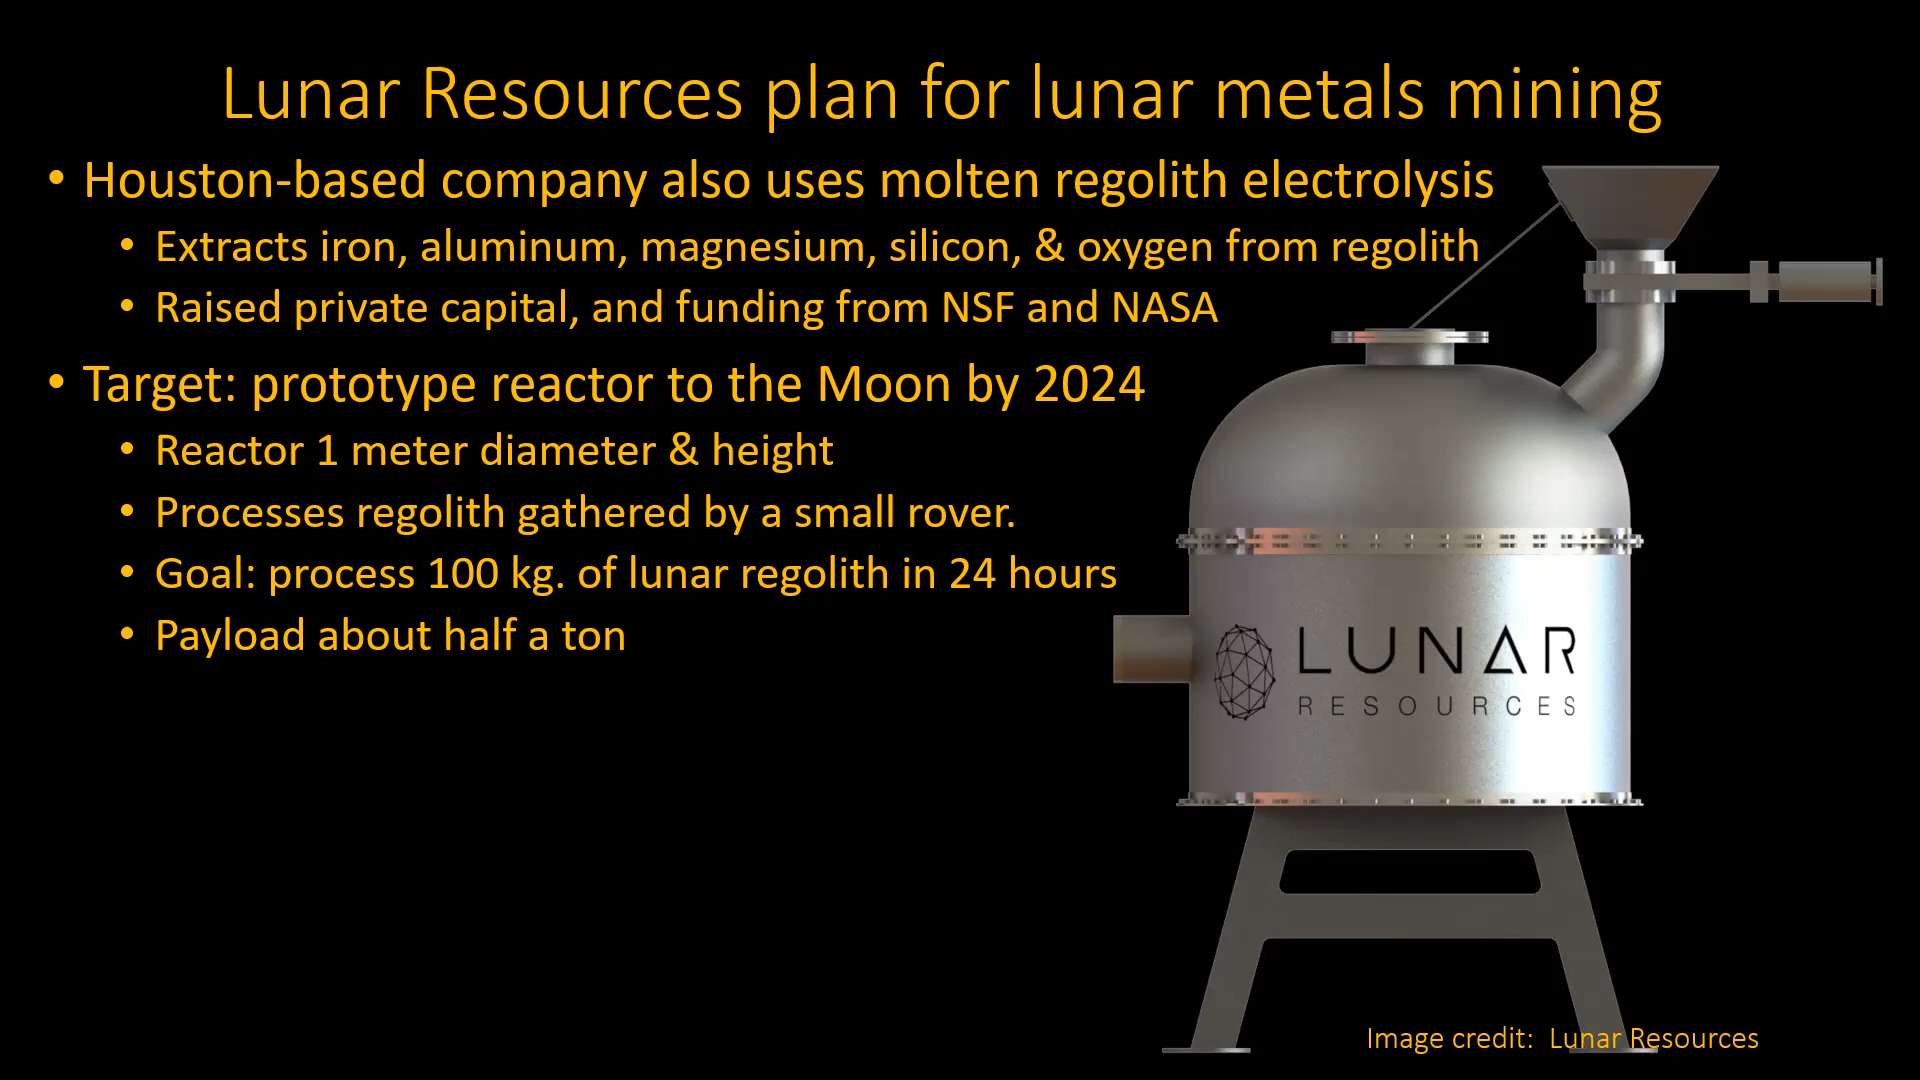 Lunar Resources plan for lunar metals mining
• Houston-based company also uses molten regolith electrolysis
• Extracts iron, aluminum, magnesium, silicon, & oxygen from regolith
• Raised private capital, and funding from NSF and NASA
• Target: prototype reactor to the Moon by 2024
• Reactor 1 meter diameter & height
• Processes regolith gathered by a small rover.
• Goal: process 100 kg. of lunar regolith in 24 hours
• Payload about half a ton
LUNAR
RESOURCES
Image credit: Lunar Resources